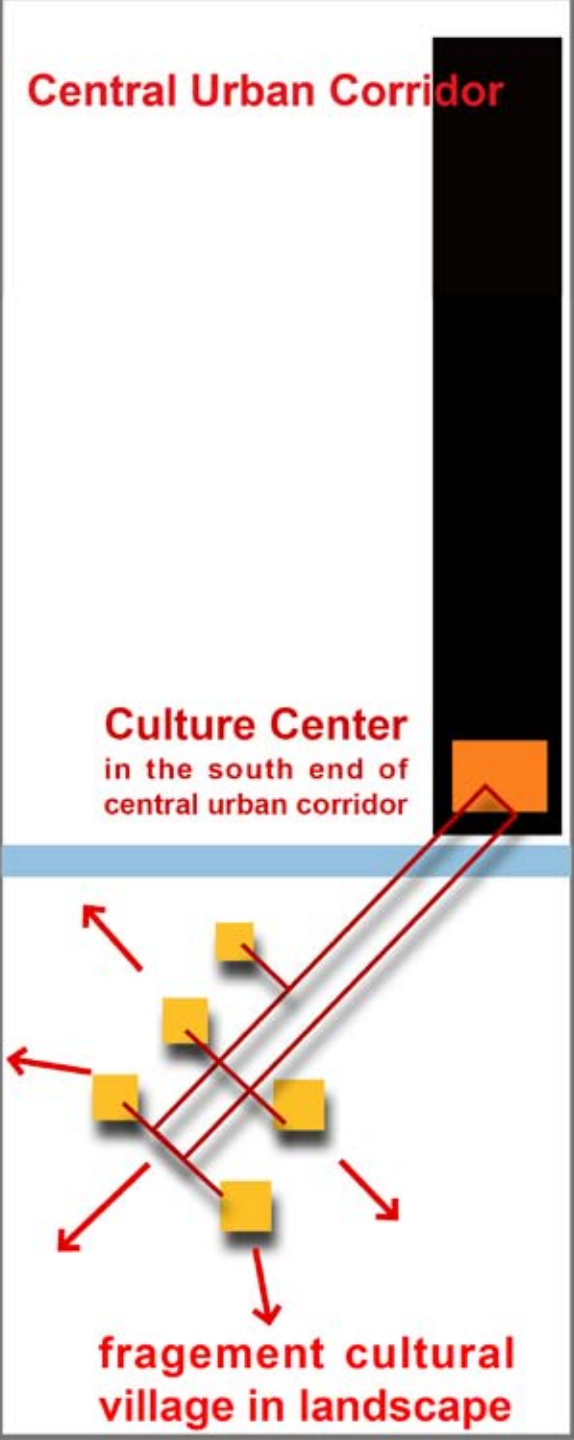 Central Urban Corridor
Culture Center
in the south end of
central urban corridor
fragement cultural
village in landscape